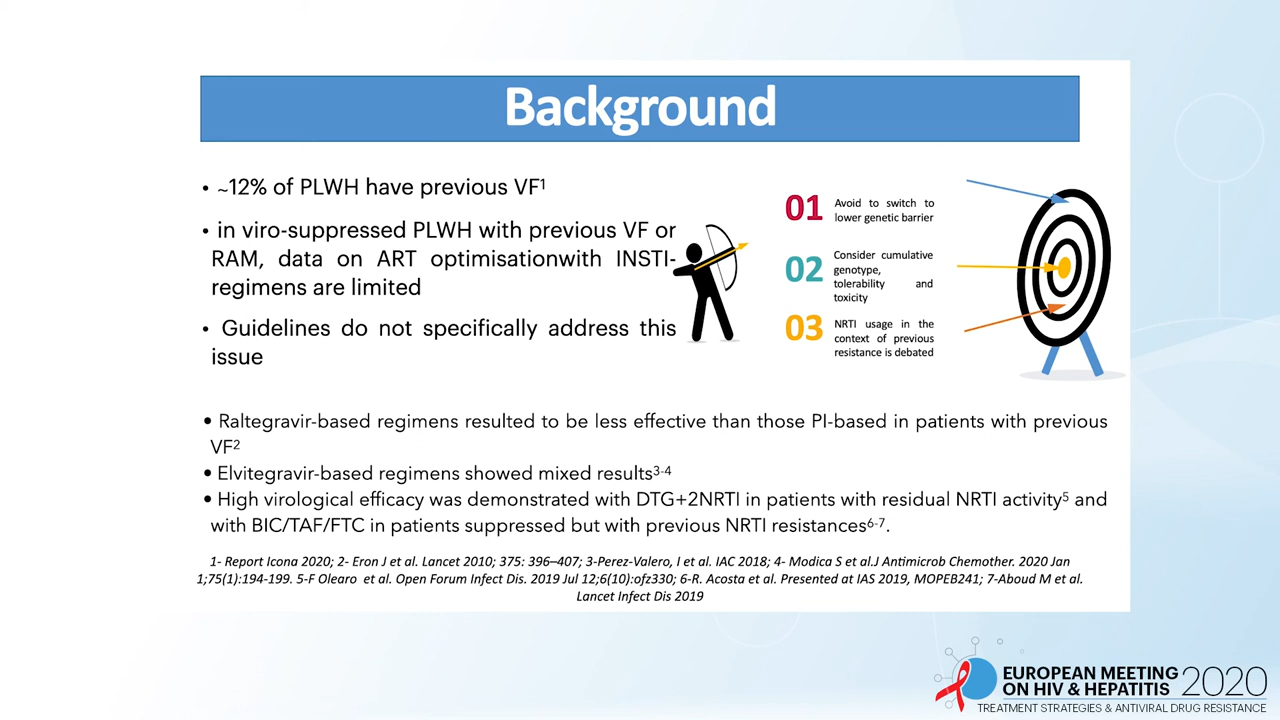 Background
• ~12% of PLWH have previous VF1
• in viro-suppressed PLWH with previous VF or
RAM, data on ART optimisationwith INSTI-
regimens are limited
• Guidelines do not specifically address this
issue
01
Avoid to switch to
lower genetic barrier
02
Consider cumulative
genotype,
tolerability and
toxicity
03
NRTI usage in the
context of previous
resistance is debated
• Raltegravir-based regimens resulted to be less effective than those PI-based in patients with previous
VF2
• Elvitegravir-based regimens showed mixed results3-4
• High virological efficacy was demonstrated with DTG+2NRTI in patients with residual NRTI activity5 and
with BIC/TAF/FTC in patients suppressed but with previous NRTI resistances6-7.
1- Report Icona 2020; 2- Eron J et al. Lancet 2010; 375: 396–407; 3-Perez-Valero, I et al. IAC 2018; 4- Modica S et al.J Antimicrob Chemother. 2020 Jan
1;75(1):194-199. 5-F Olearo et al. Open Forum Infect Dis. 2019 Jul 12;6(10):ofz330; 6-R. Acosta et al. Presented at IAS 2019, MOPEB241; 7-Aboud M et al.
Lancet Infect Dis 2019
EUROPEAN MEETING
ON HIV & HEPATITIS 2020
TREATMENT STRATEGIES & ANTIVIRAL DRUG RESISTANCE